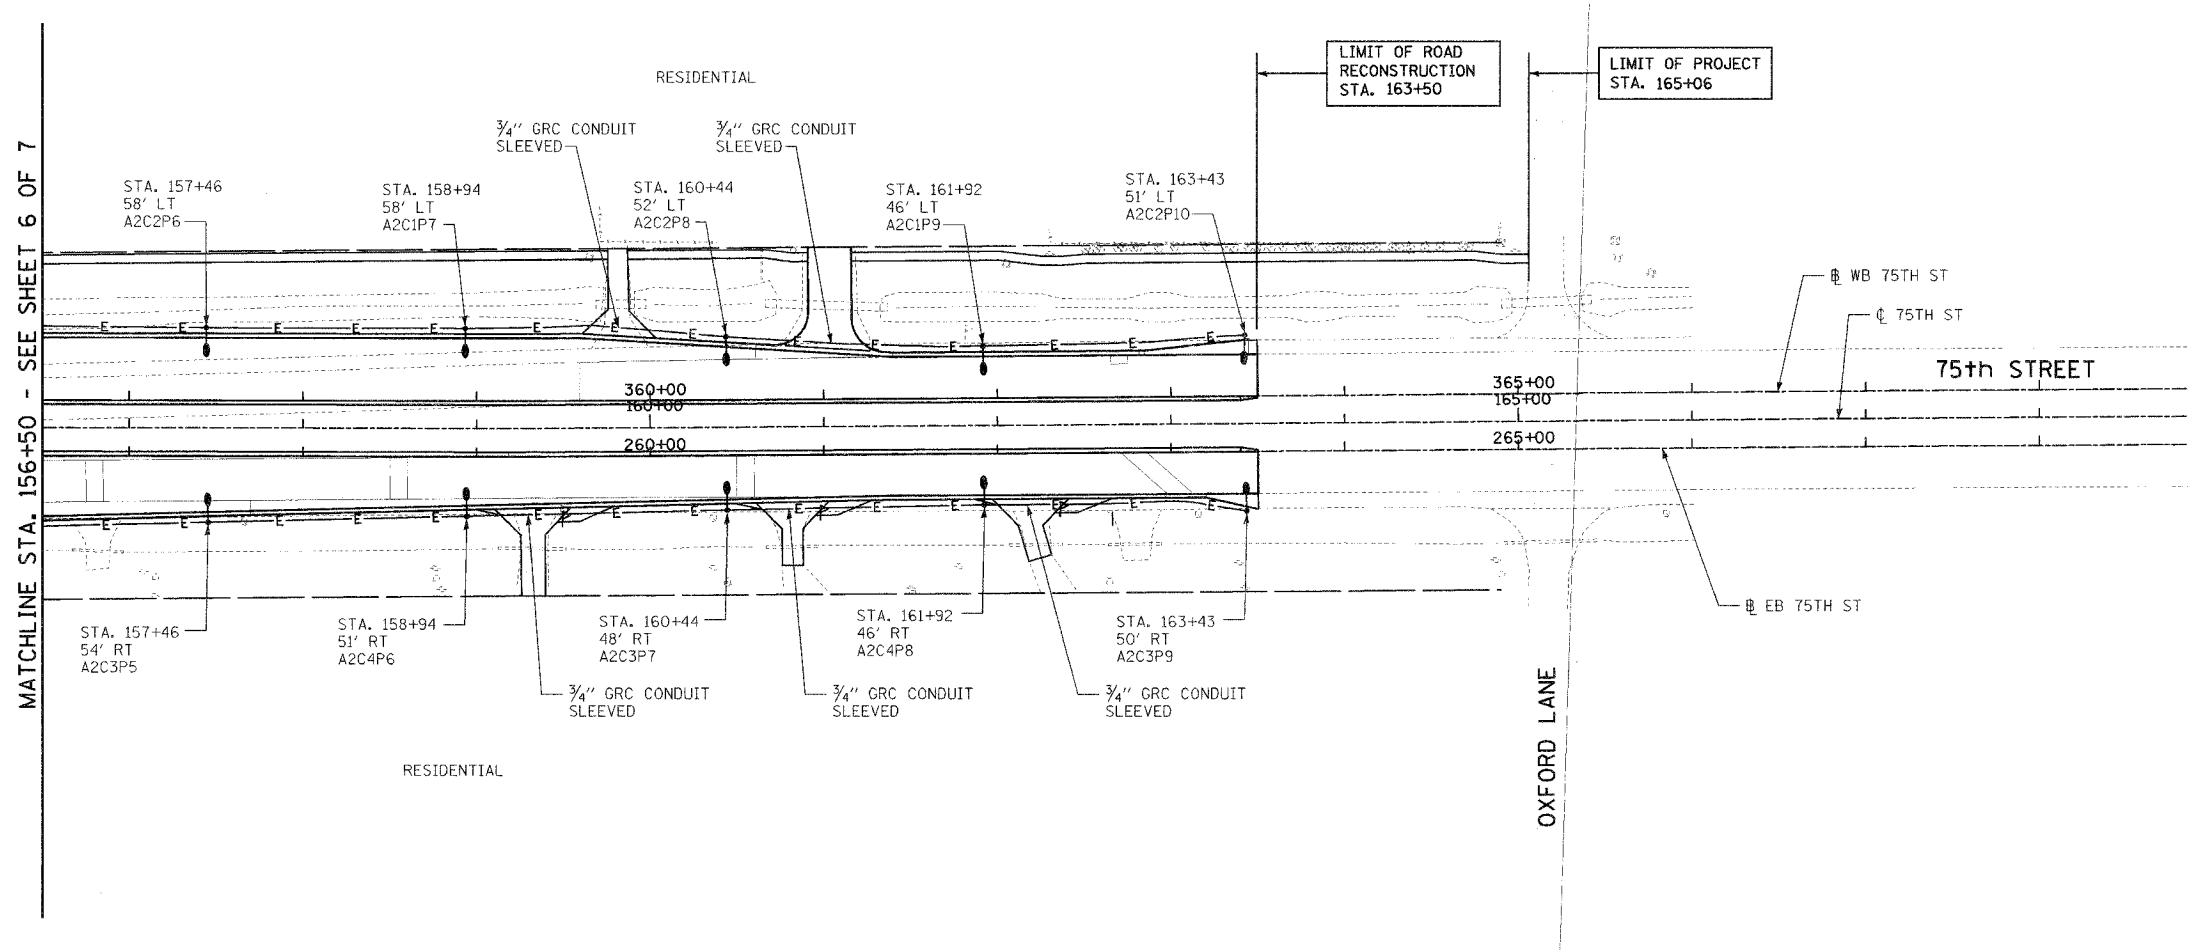 MATCHLINE STA. 156+50 - SEE SHEET 6 OF 7
RESIDENTIAL
LIMIT OF ROAD
RECONSTRUCTION
STA. 163+50
LIMIT OF PROJECT
STA. 165+06
3/4'' GRC CONDUIT
SLEEVED
3/4'' GRC CONDUIT
SLEEVED
STA. 157+46
58' LT
A2C2P6
STA. 158+94
58' LT
A2C1P7
STA. 160+44
52' LT
A2C2P8
STA. 161+92
46' LT
A2C1P9
STA. 163+43
51' LT
A2C2P10
E E E E E E E E E E E E E E E
℄ WB 75TH ST
℄ 75TH ST
75th STREET
360+00
160+00
260+00
365+00
165+00
265+00
E E E E E E E E E E E E E E E
℄ EB 75TH ST
STA. 157+46
54' RT
A2C3P5
STA. 158+94
51' RT
A2C4P6
STA. 160+44
48' RT
A2C3P7
STA. 161+92
46' RT
A2C4P8
STA. 163+43
50' RT
A2C3P9
3/4'' GRC CONDUIT
SLEEVED
3/4'' GRC CONDUIT
SLEEVED
3/4'' GRC CONDUIT
SLEEVED
RESIDENTIAL
OXFORD LANE